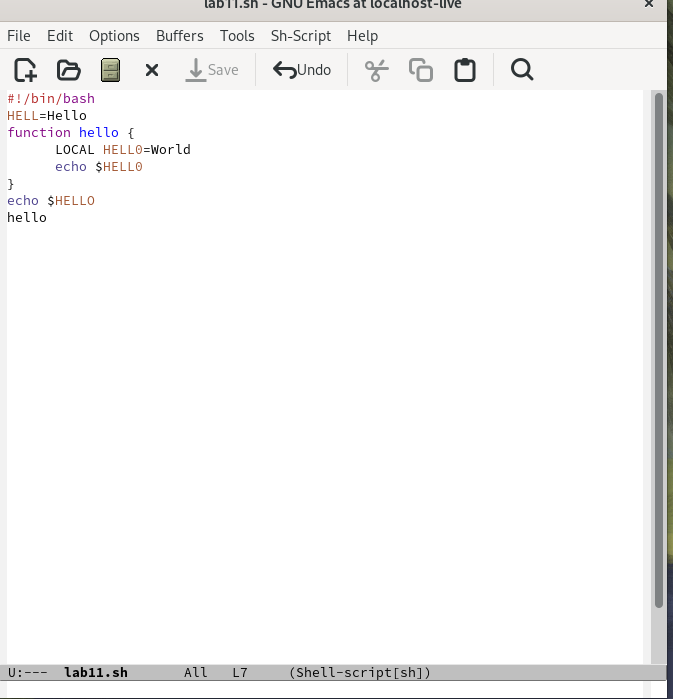 lab11.sh - GNU Emacs at localhost-live
File Edit Options Buffers Tools Sh-Script Help
Save Undo
#!/bin/bash
HELL=Hello
function hello {
LOCAL HELL0=World
echo $HELL0
}
echo $HELLO
hello
U:--- lab11.sh All L7 (Shell-script[sh])